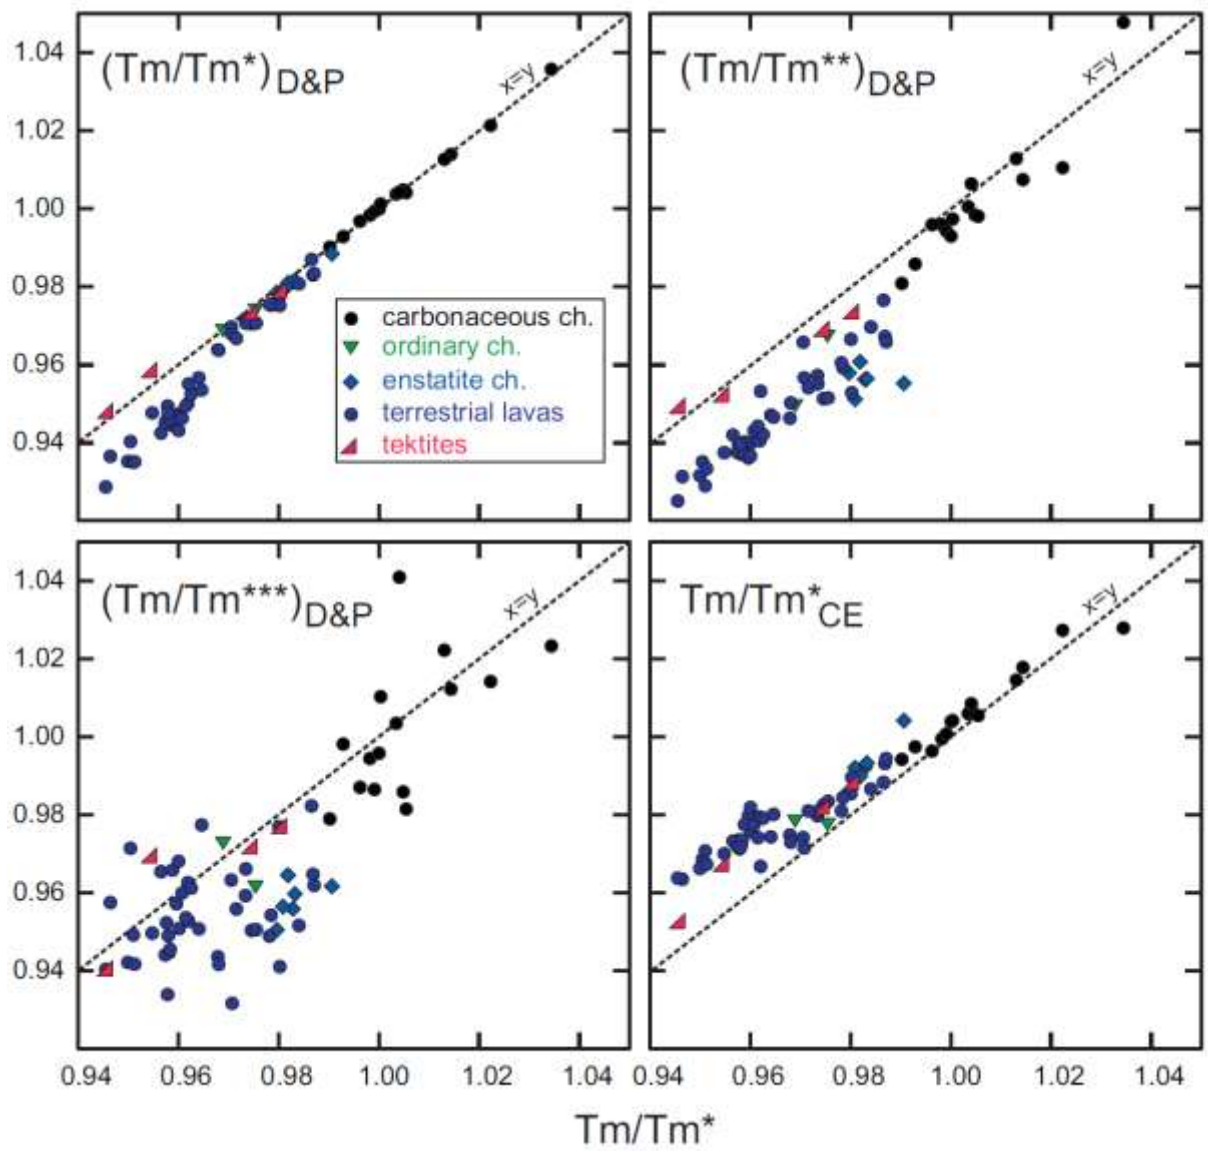 (Tm/Tm*)D&P
x=y
1.04
1.02
1.00
0.98
0.96
0.94
carbonaceous ch.
ordinary ch.
enstatite ch.
terrestrial lavas
tektites
(Tm/Tm**)D&P
x=y
(Tm/Tm***)D&P
x=y
1.04
1.02
1.00
0.98
0.96
0.94
Tm/Tm*CE
x=y
0.94 0.96 0.98 1.00 1.02 1.04
0.94 0.96 0.98 1.00 1.02 1.04
Tm/Tm*